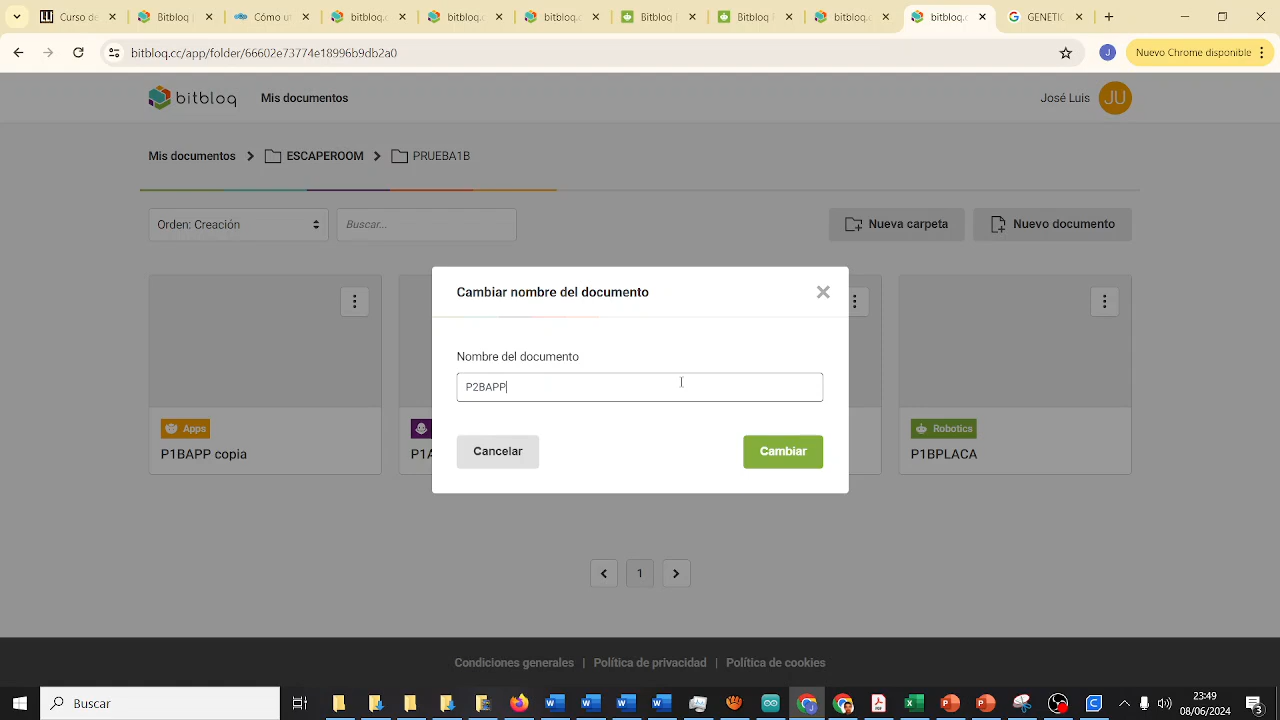 Curso
Cómo u
bitbloq.
bitbloq.
bitbloq.
bitbloq.c
Bitbloq
Bitbloq
bitbloq.
bitbloq.
GENETIC
bitbloq.cc/app/folder/66602e73774e18996b9db2a0
J
Nuevo Chrome disponible
bitbloq
Mis documentos
José Luis
JU
Mis documentos
ESCAPEROOM
PRUEBA1B
Orden: Creación
Buscar...
Nueva carpeta
Nuevo documento
Cambiar nombre del documento
Nombre del documento
P2BAPP
Cancelar
Cambiar
Apps
P1BAPP copia
P1A
Robotics
P1BPLACA
1
Condiciones generales | Política de privacidad | Política de cookies
Buscar
23:49
08/06/2024
3